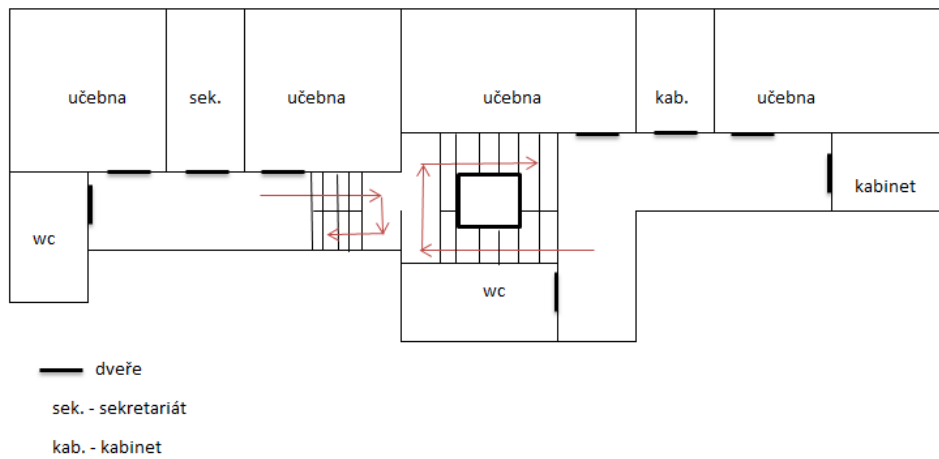 učebna sek. učebna učebna kab. učebna
kabinet
wc
wc
dveře
sek. - sekretariát
kab. - kabinet